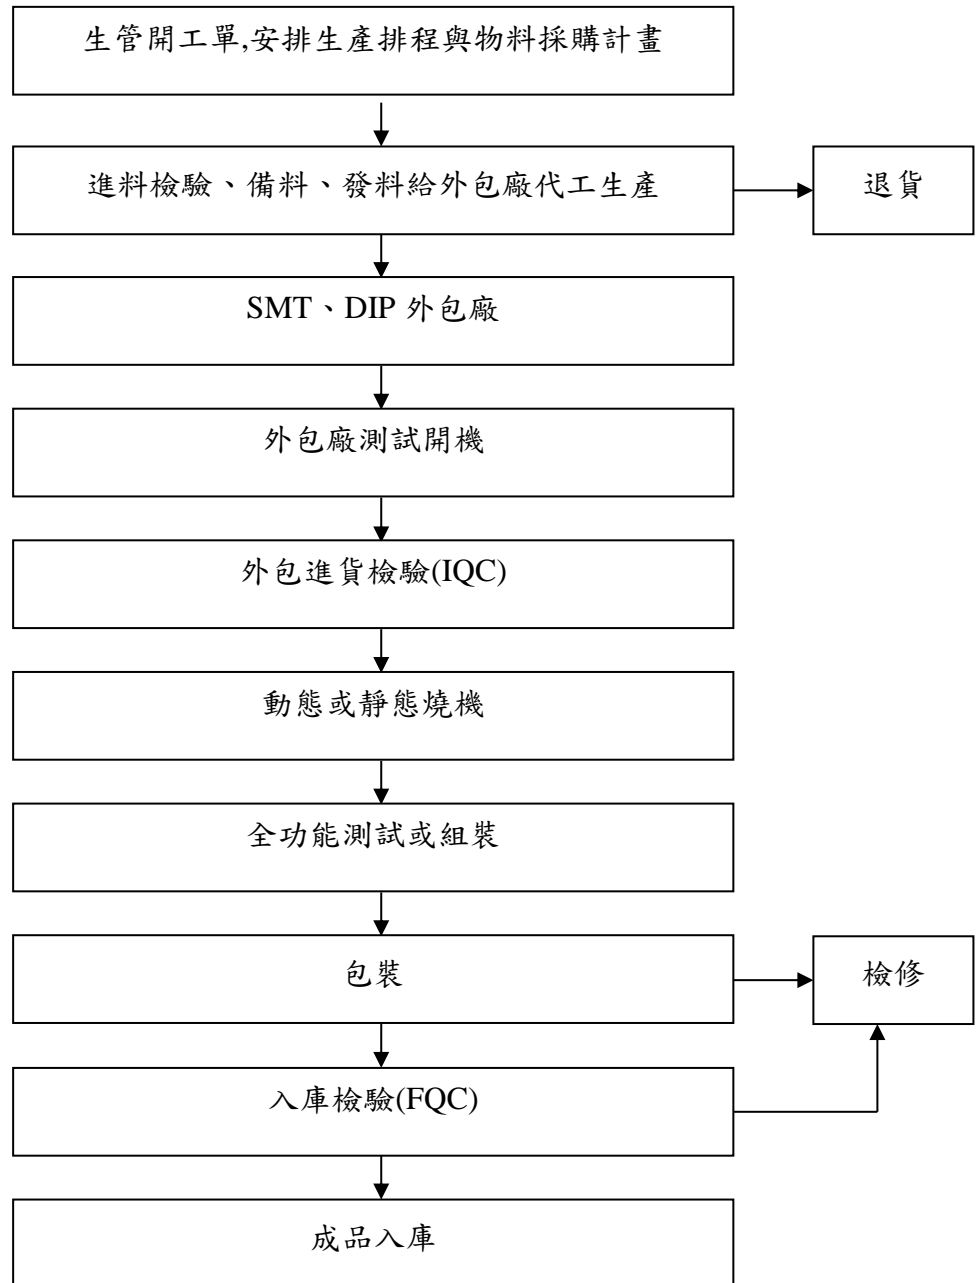 生管開工單,安排生產排程與物料採購計畫
進料檢驗、備料、發料給外包廠代工生產
退貨
SMT、DIP 外包廠
外包廠測試開機
外包進貨檢驗(IQC)
動態或靜態燒機
全功能測試或組裝
包裝
檢修
入庫檢驗(FQC)
成品入庫